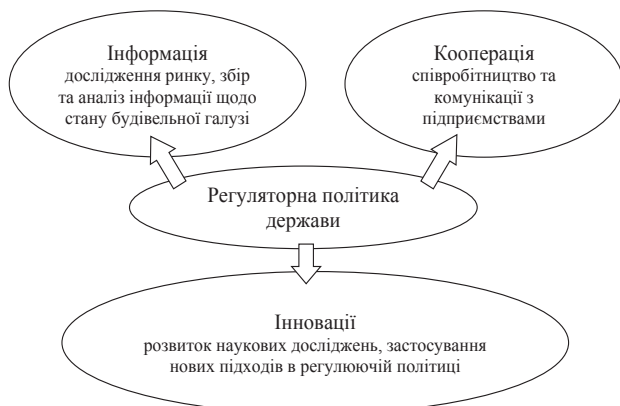 Інформація
дослідження ринку, збір
та аналіз інформації щодо
стану будівельної галузі
Кооперація
співробітництво та
комунікації з
підприємствами
Регуляторна політика
держави
Інновації
розвиток наукових досліджень, застосування
нових підходів в регулюючій політиці